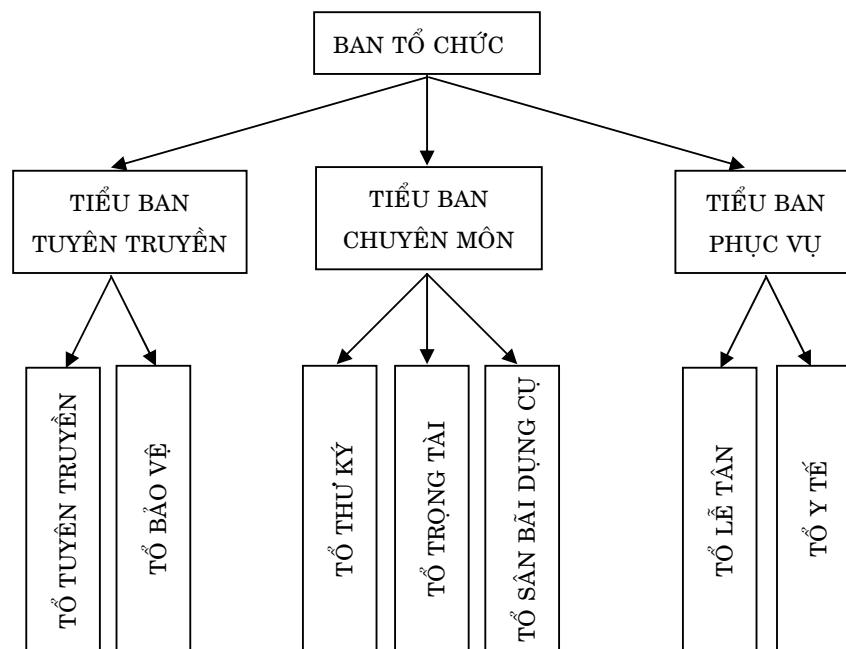 BAN TỔ CHỨC
TIỂU BAN
TUYÊN TRUYỀN
TIỂU BAN
CHUYÊN MÔN
TIỂU BAN
PHỤC VỤ
TỔ TUYÊN TRUYỀN
TỔ BẢO VỆ
TỔ THƯ KÝ
TỔ TRỌNG TÀI
TỔ SÂN BÃI DỤNG CỤ
TỔ LỄ TÂN
TỔ Y TẾ